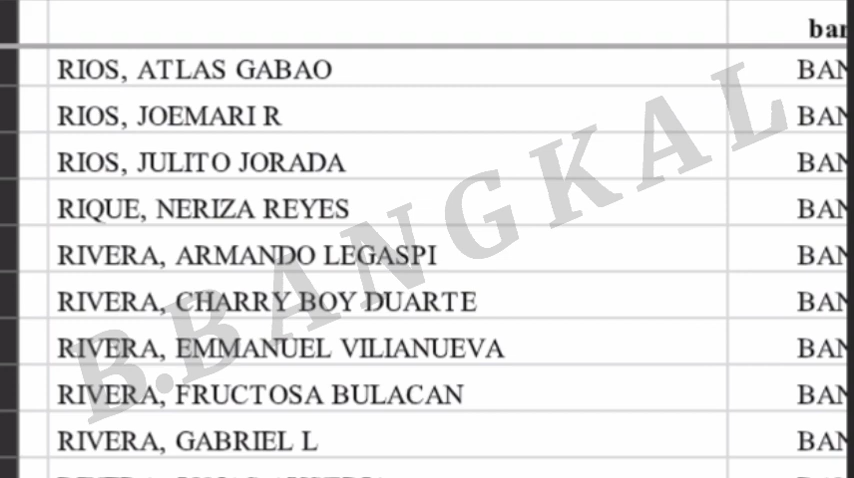 bar
RIOS, ATLAS GABAO BAN
RIOS, JOEMARI R BAN
RIOS, JULITO JORADA BAN
RIQUE, NERIZA REYES BAN
RIVERA, ARMANDO LEGASPI BAN
RIVERA, CHARRY BOY DUARTE BAN
RIVERA, EMMANUEL VILIANUEVA BAN
RIVERA, FRUCTOSA BULACAN BAN
RIVERA, GABRIEL L BAN
B.BANGKAL